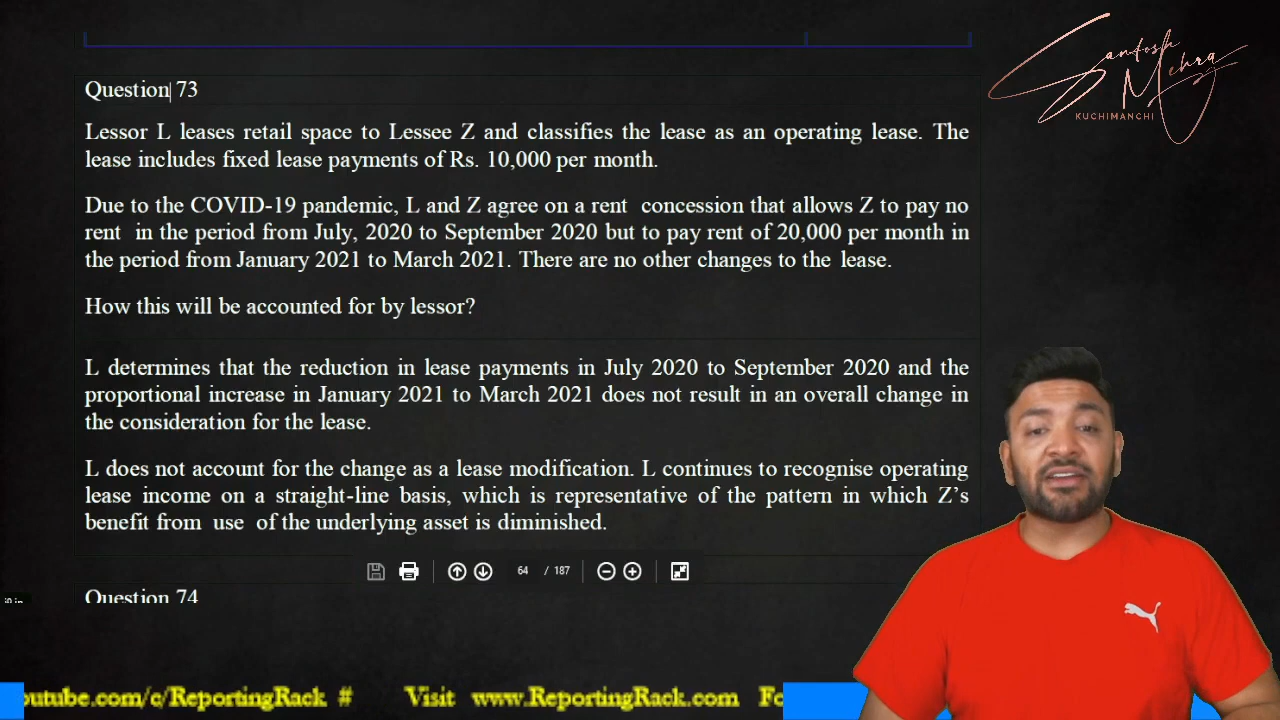 Santosh
Mehra
KUCHIMANCHI
Question 73
Lessor L leases retail space to Lessee Z and classifies the lease as an operating lease. The
lease includes fixed lease payments of Rs. 10,000 per month.
Due to the COVID-19 pandemic, L and Z agree on a rent concession that allows Z to pay no
rent in the period from July, 2020 to September 2020 but to pay rent of 20,000 per month in
the period from January 2021 to March 2021. There are no other changes to the lease.
How this will be accounted for by lessor?
L determines that the reduction in lease payments in July 2020 to September 2020 and the
proportional increase in January 2021 to March 2021 does not result in an overall change in
the consideration for the lease.
L does not account for the change as a lease modification. L continues to recognise operating
lease income on a straight-line basis, which is representative of the pattern in which Z’s
benefit from use of the underlying asset is diminished.
64 / 187
Question 74
outube.com/c/ReportingRack # Visit www.ReportingRack.com Fo